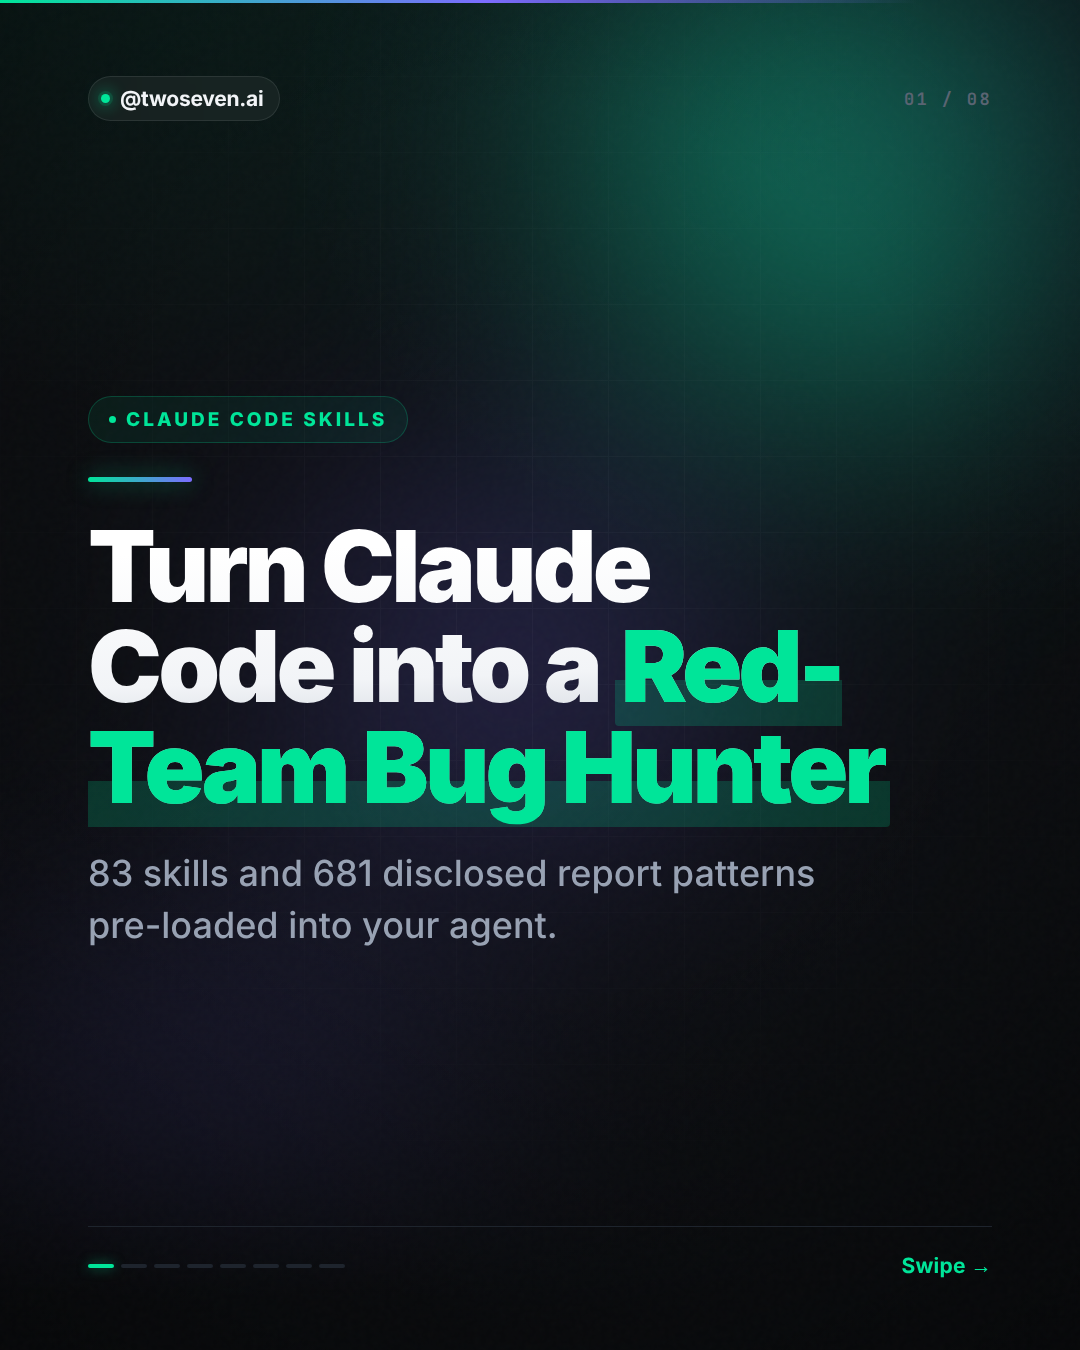 @twoseven.ai
01 / 08
• CLAUDE CODE SKILLS
Turn Claude
Code into a Red-
Team Bug Hunter
83 skills and 681 disclosed report patterns
pre-loaded into your agent.
Swipe →